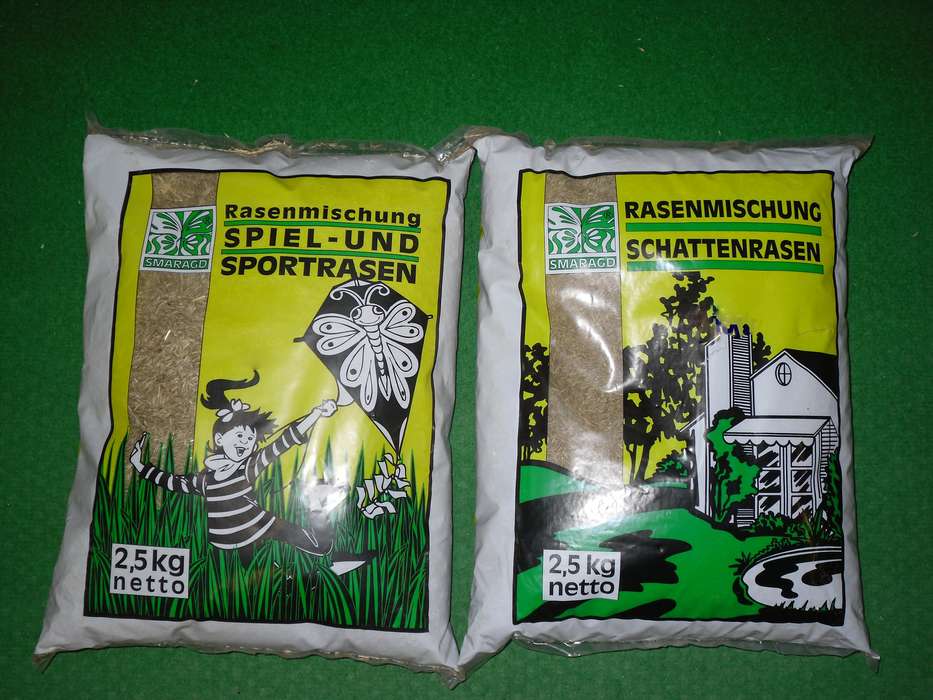 Rasenmischung
SPIEL-UND
SPORTRASEN
SMARAGD
2,5 kg
netto
RASENMISCHUNG
SCHATTENRASEN
SMARAGD
2,5 kg
netto